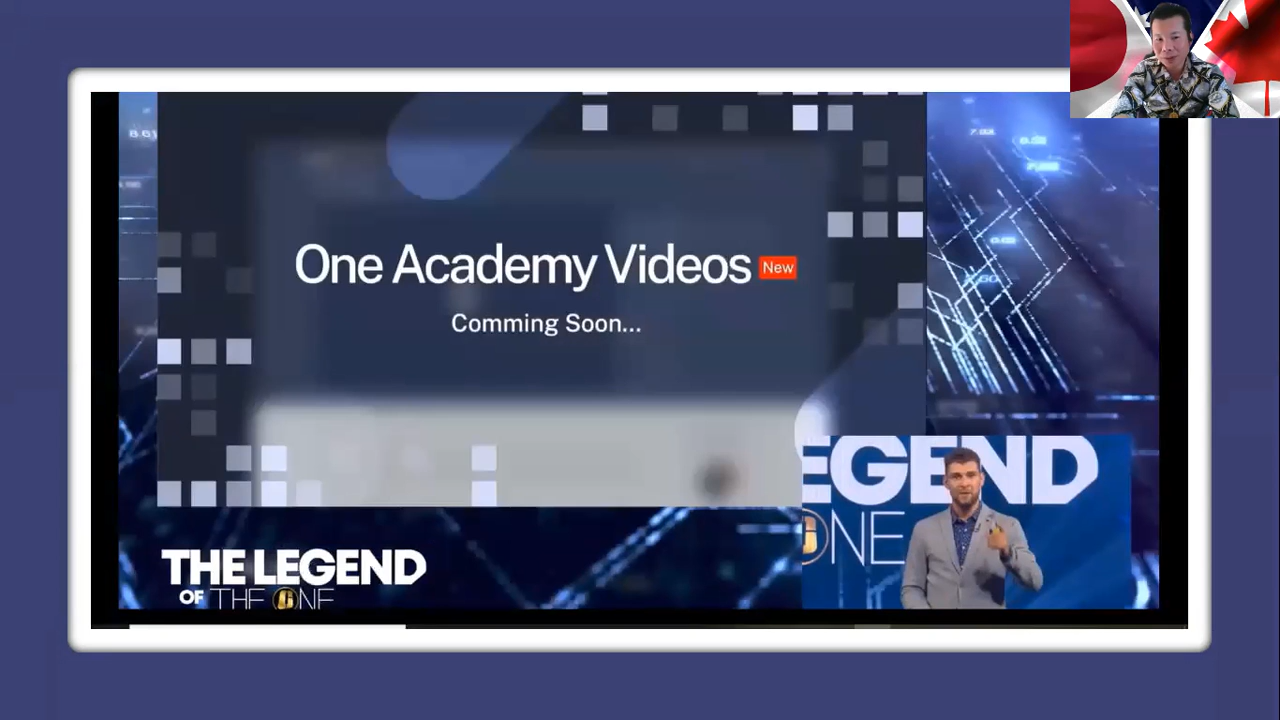 One Academy Videos New
Comming Soon...
THE LEGEND
OF THE ONE
EGEND
ONE